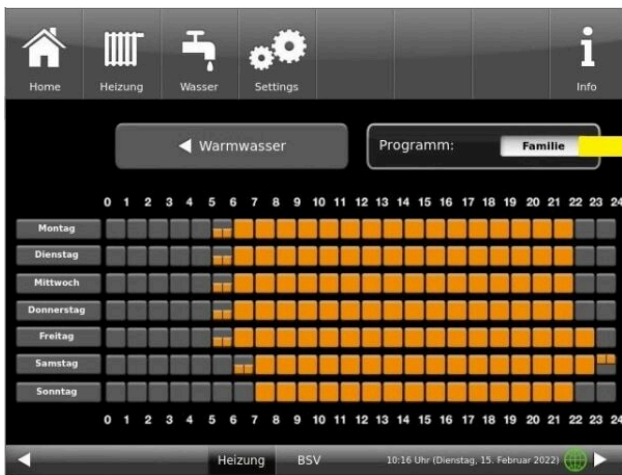 Home Heizung Wasser Settings Info
Warmwasser Programm: Familie
0 1 2 3 4 5 6 7 8 9 10 11 12 13 14 15 16 17 18 19 20 21 22 23 24
Montag
Dienstag
Mittwoch
Donnerstag
Freitag
Samstag
Sonntag
0 1 2 3 4 5 6 7 8 9 10 11 12 13 14 15 16 17 18 19 20 21 22 23 24
Heizung BSV 10:16 Uhr (Dienstag, 15. Februar 2022)